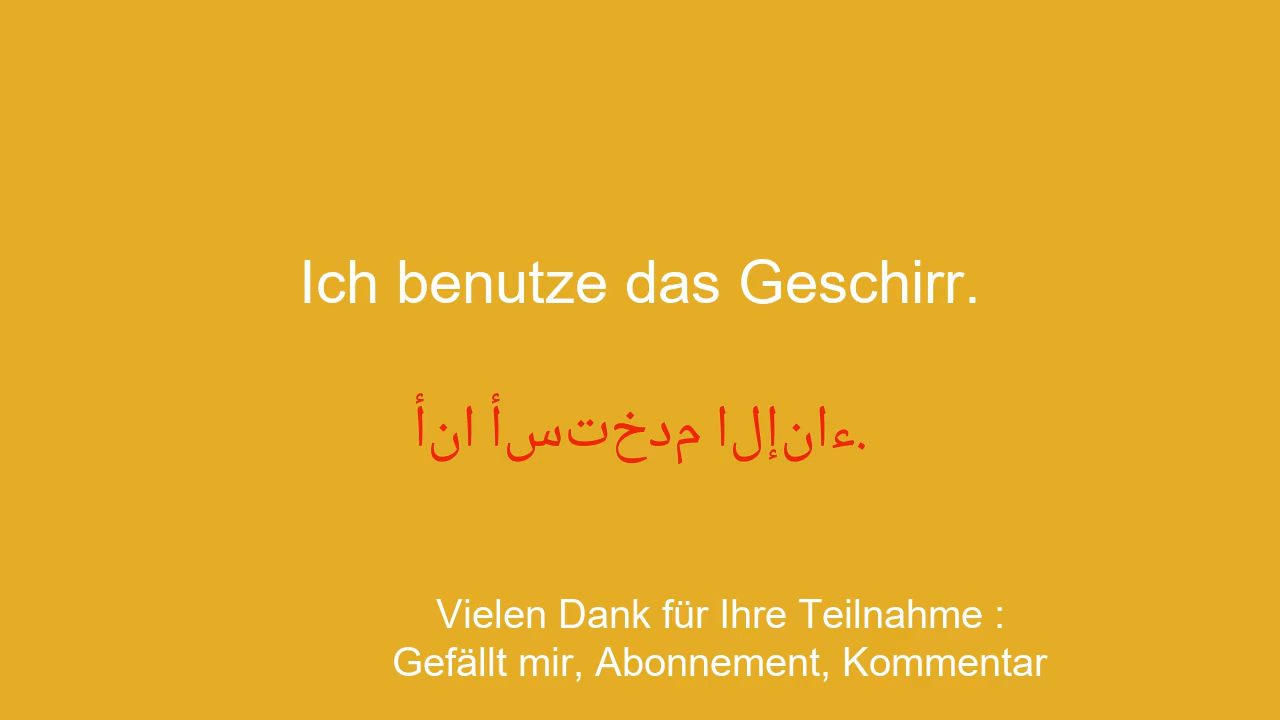 Ich benutze das Geschirr.
أنا أستخدم الإناء.
Vielen Dank für Ihre Teilnahme :
Gefällt mir, Abonnement, Kommentar